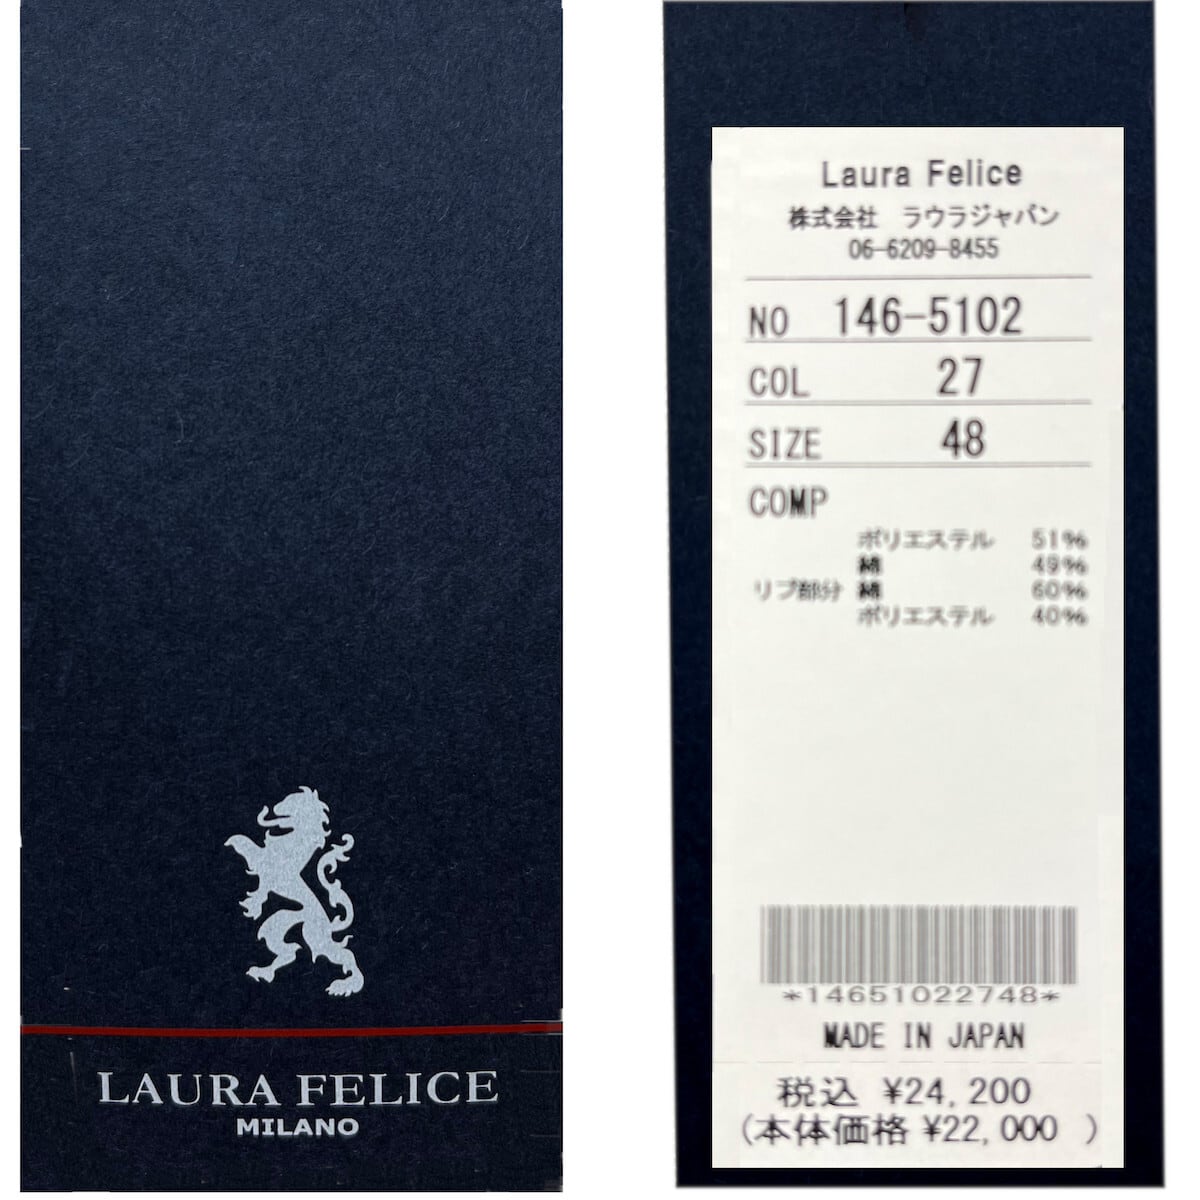 LAURA FELICE
MILANO
Laura Felice
株式会社 ラウラジャパン
06-6209-8455
NO 146-5102
COL 27
SIZE 48
COMP
ポリエステル 51%
綿 49%
リブ部分 綿 60%
ポリエステル 40%
*14651022748*
MADE IN JAPAN
税込 ¥24,200
(本体価格 ¥22,000 )